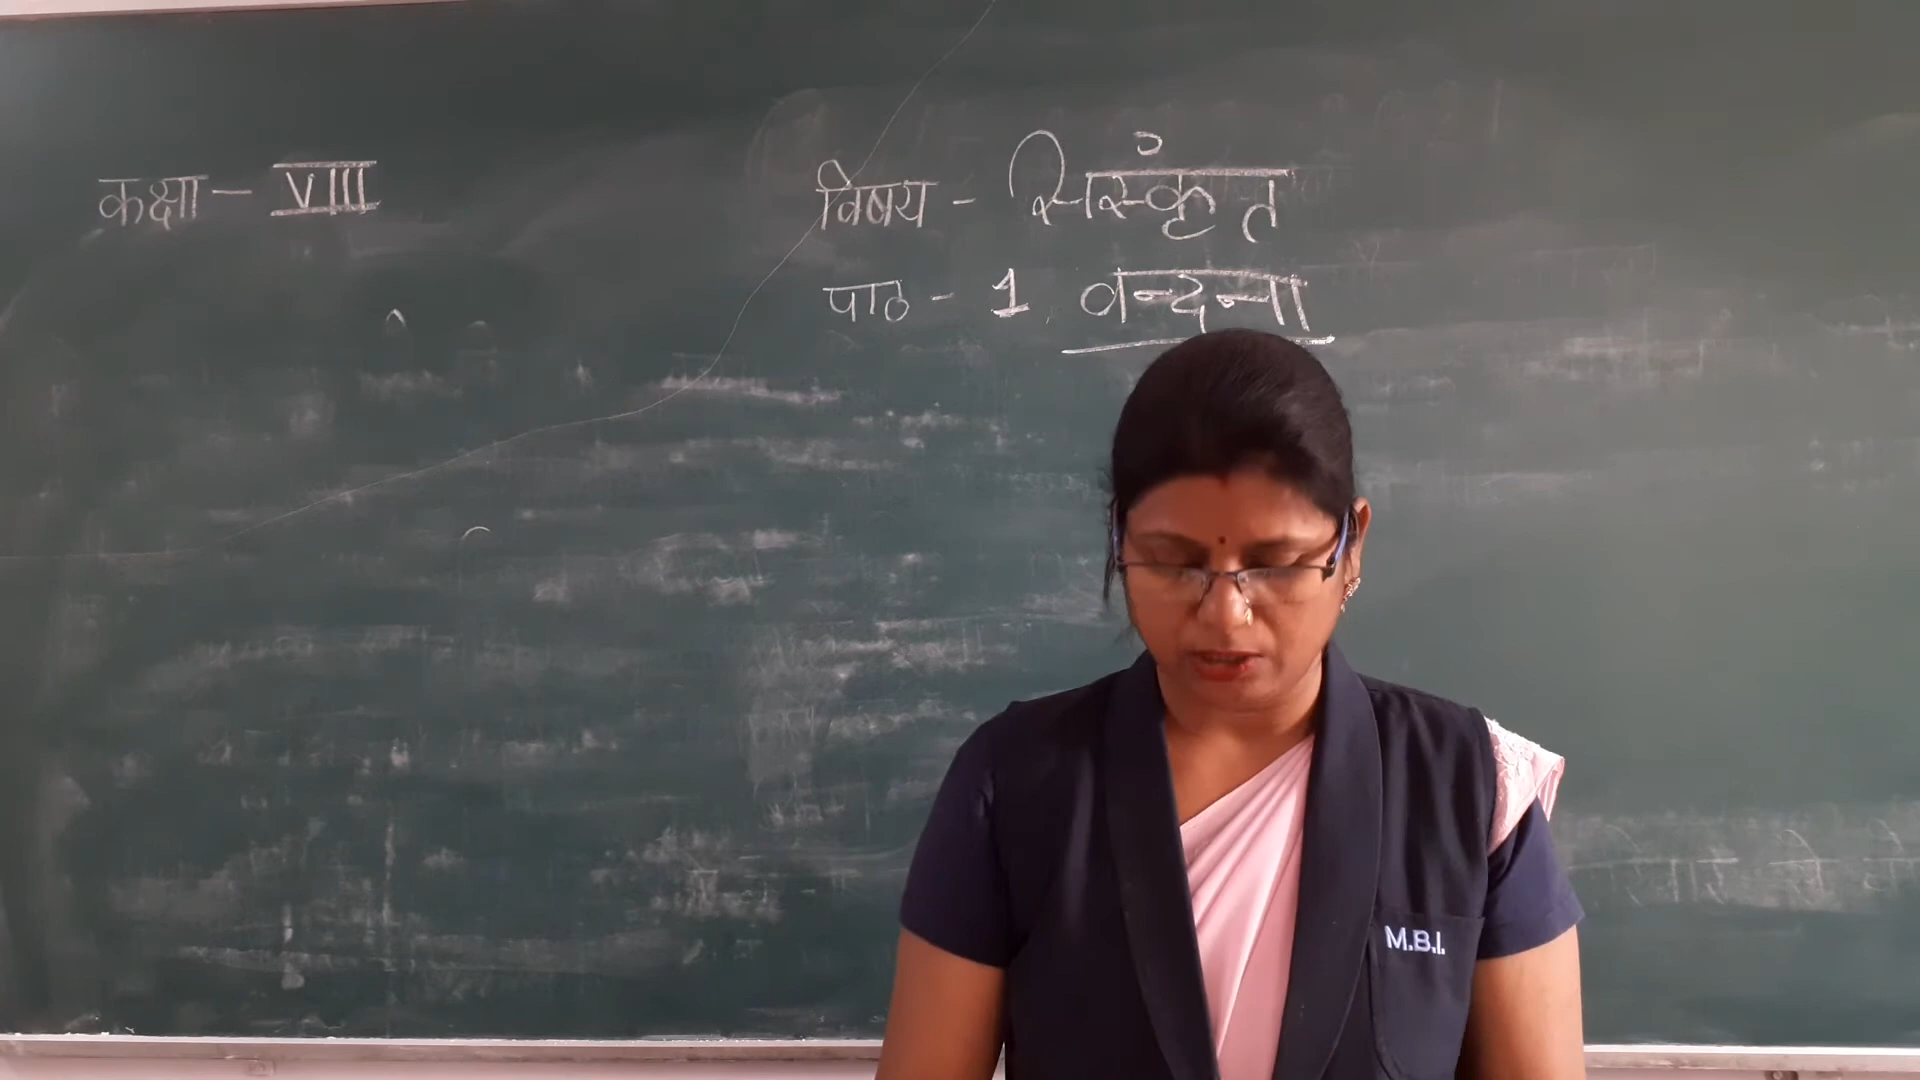 कक्षा - VIII
विषय - संस्कृत
पाठ - 1. वन्दना
M.B.I.